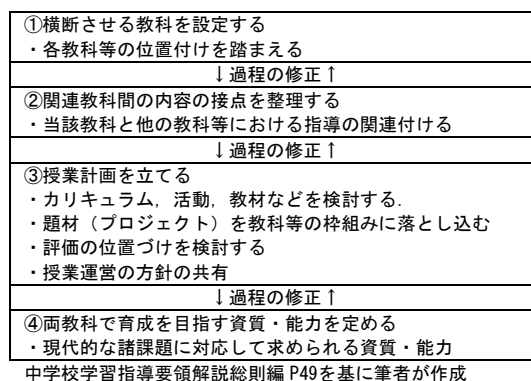 ①横断させる教科を設定する
・各教科等の位置付けを踏まえる
↓過程の修正↑
②関連教科間の内容の接点を整理する
・当該教科と他の教科等における指導の関連付ける
↓過程の修正↑
③授業計画を立てる
・カリキュラム，活動，教材などを検討する.
・題材（プロジェクト）を教科等の枠組みに落とし込む
・評価の位置づけを検討する
・授業運営の方針の共有
↓過程の修正↑
④両教科で育成を目指す資質・能力を定める
・現代的な諸課題に対応して求められる資質・能力
中学校学習指導要領解説総則編 P49を基に筆者が作成